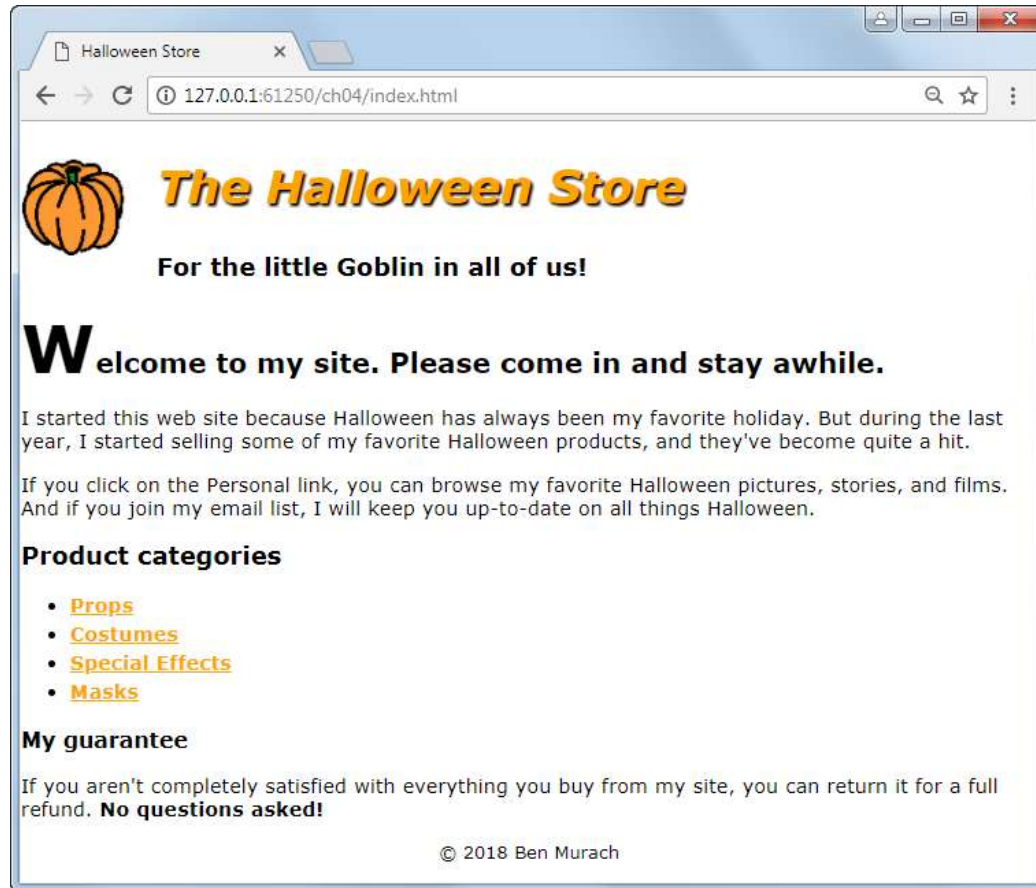 Halloween Store
127.0.0.1:61250/ch04/index.html
The Halloween Store
For the little Goblin in all of us!
Welcome to my site. Please come in and stay awhile.
I started this web site because Halloween has always been my favorite holiday. But during the last
year, I started selling some of my favorite Halloween products, and they've become quite a hit.
If you click on the Personal link, you can browse my favorite Halloween pictures, stories, and films.
And if you join my email list, I will keep you up-to-date on all things Halloween.
Product categories
• Props
• Costumes
• Special Effects
• Masks
My guarantee
If you aren't completely satisfied with everything you buy from my site, you can return it for a full
refund. No questions asked!
© 2018 Ben Murach